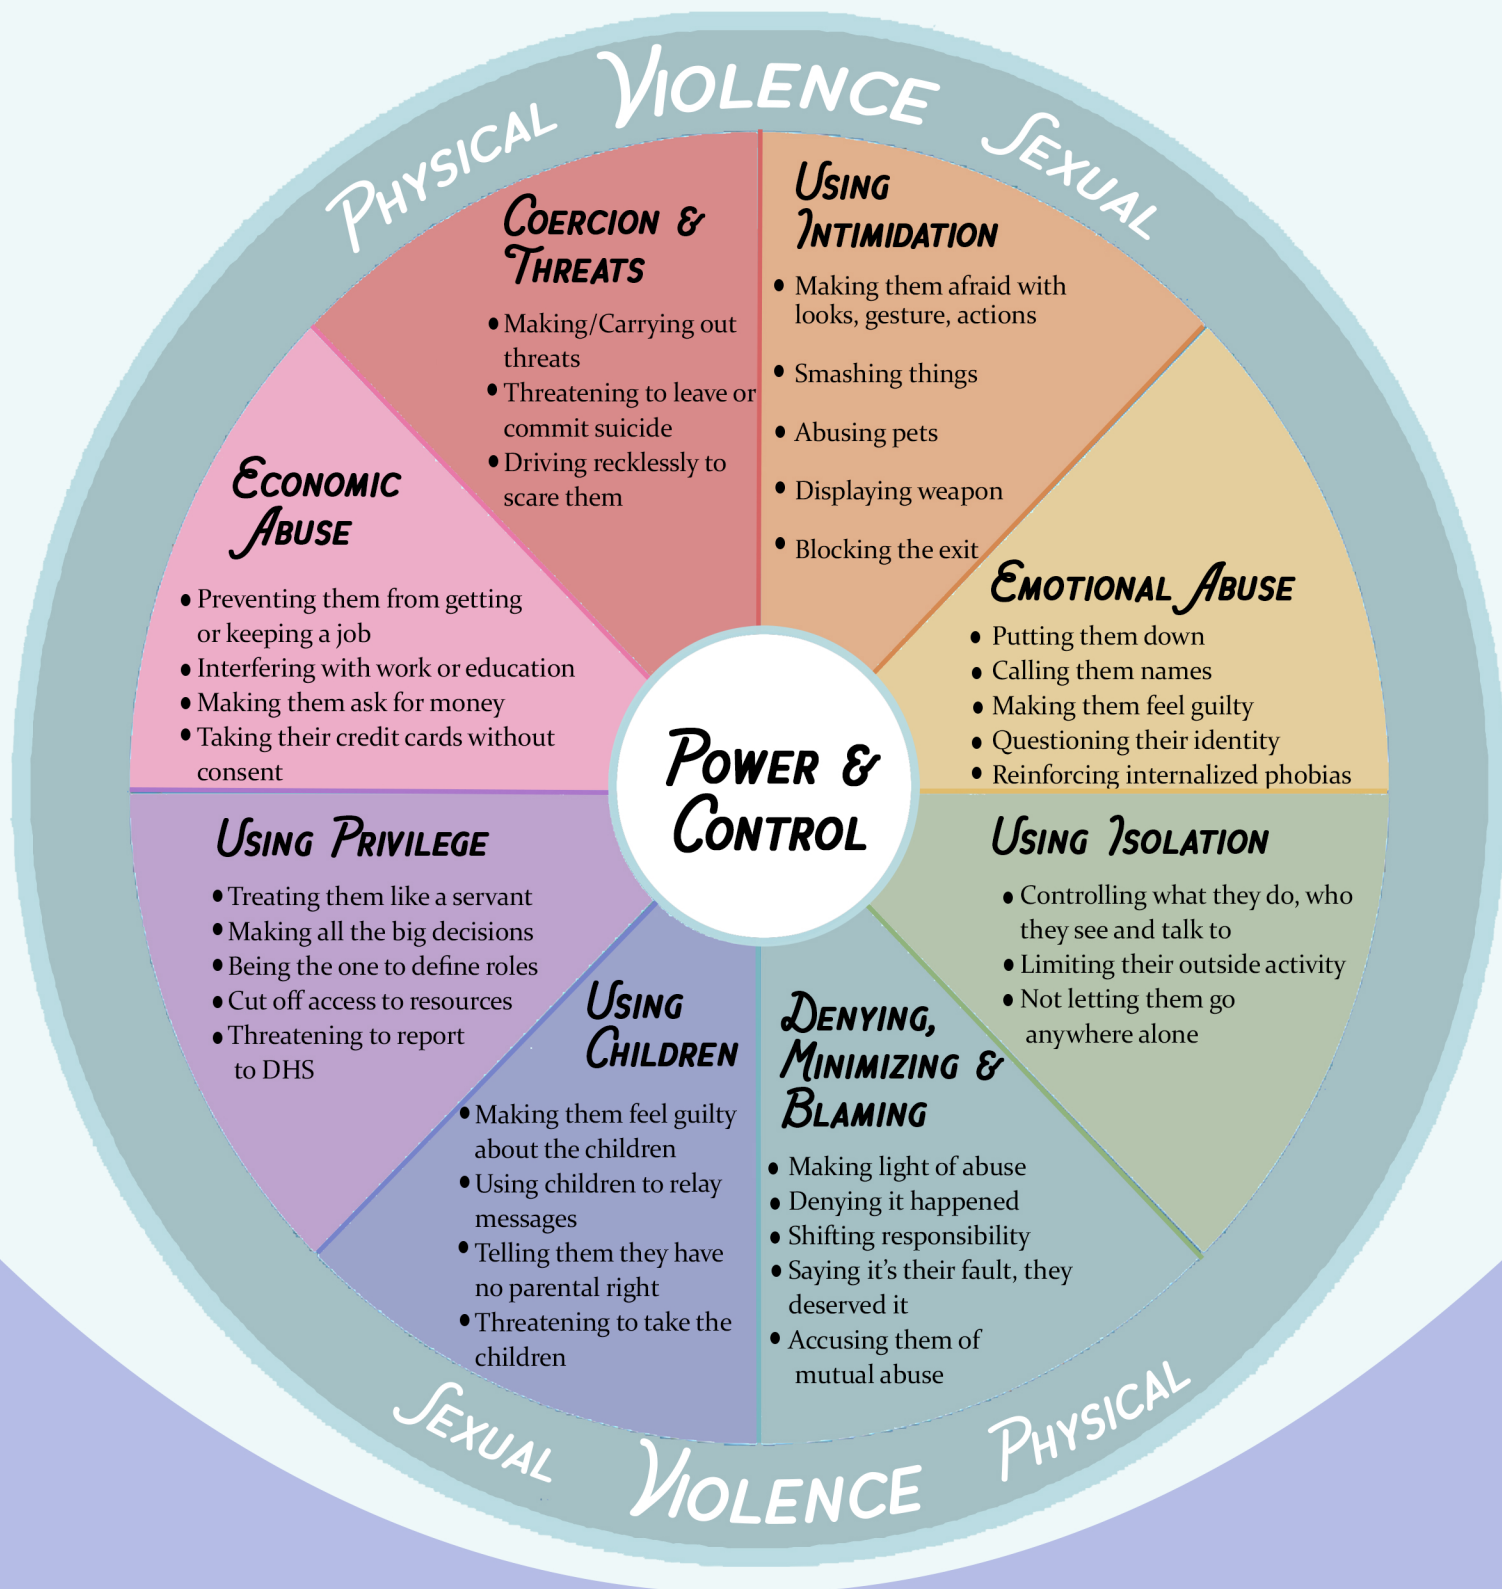 PHYSICAL VIOLENCE SEXUAL
COERCION &
THREATS
• Making/Carrying out
threats
• Threatening to leave or
commit suicide
• Driving recklessly to
scare them
USING
INTIMIDATION
• Making them afraid with
looks, gesture, actions
• Smashing things
• Abusing pets
• Displaying weapon
• Blocking the exit
EMOTIONAL ABUSE
• Putting them down
• Calling them names
• Making them feel guilty
• Questioning their identity
• Reinforcing internalized phobias
USING ISOLATION
• Controlling what they do, who
they see and talk to
• Limiting their outside activity
• Not letting them go
anywhere alone
DENYING,
MINIMIZING &
BLAMING
• Making light of abuse
• Denying it happened
• Shifting responsibility
• Saying it's their fault, they
deserved it
• Accusing them of
mutual abuse
USING
CHILDREN
• Making them feel guilty
about the children
• Using children to relay
messages
• Telling them they have
no parental right
• Threatening to take the
children
USING PRIVILEGE
• Treating them like a servant
• Making all the big decisions
• Being the one to define roles
• Cut off access to resources
• Threatening to report
to DHS
ECONOMIC
ABUSE
• Preventing them from getting
or keeping a job
• Interfering with work or education
• Making them ask for money
• Taking their credit cards without
consent
POWER &
CONTROL
SEXUAL VIOLENCE PHYSICAL